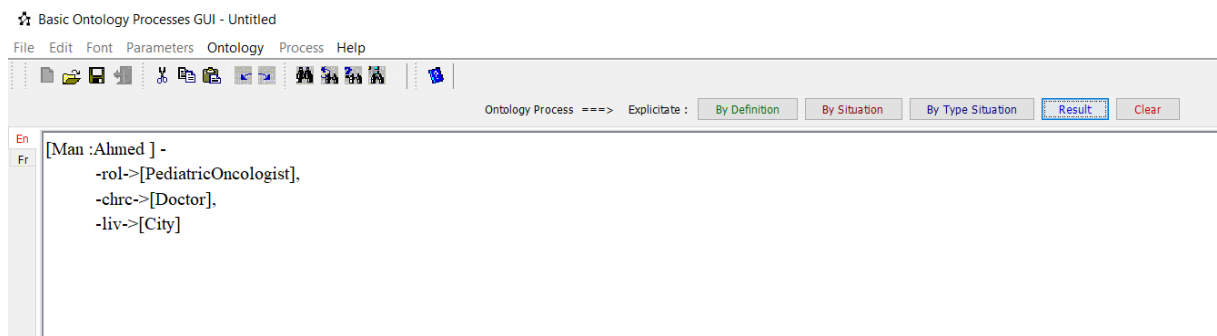 Basic Ontology Processes GUI - Untitled
File Edit Font Parameters Ontology Process Help
Ontology Process ===> Explicitate : By Definition By Situation By Type Situation Result Clear
En
Fr
[Man :Ahmed ] -
-rol->[PediatricOncologist],
-chrc->[Doctor],
-liv->[City]